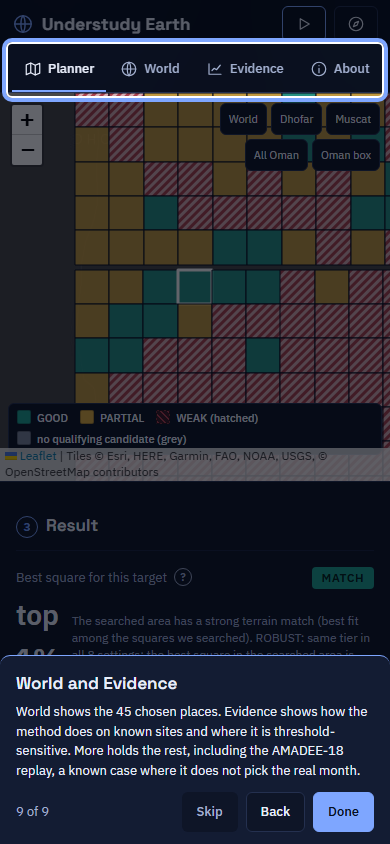 Understudy Earth
Planner World Evidence About
+
−
World Dhofar Muscat
All Oman Oman box
GOOD PARTIAL WEAK (hatched)
no qualifying candidate (grey)
Leaflet | Tiles © Esri, HERE, Garmin, FAO, NOAA, USGS, ©
OpenStreetMap contributors
3 Result
Best square for this target ? MATCH
top
The searched area has a strong terrain match (best fit
among the squares we searched). ROBUST: same tier in
World and Evidence
World shows the 45 chosen places. Evidence shows how the
method does on known sites and where it is threshold-
sensitive. More holds the rest, including the AMADEE-18
replay, a known case where it does not pick the real month.
9 of 9 Skip Back Done